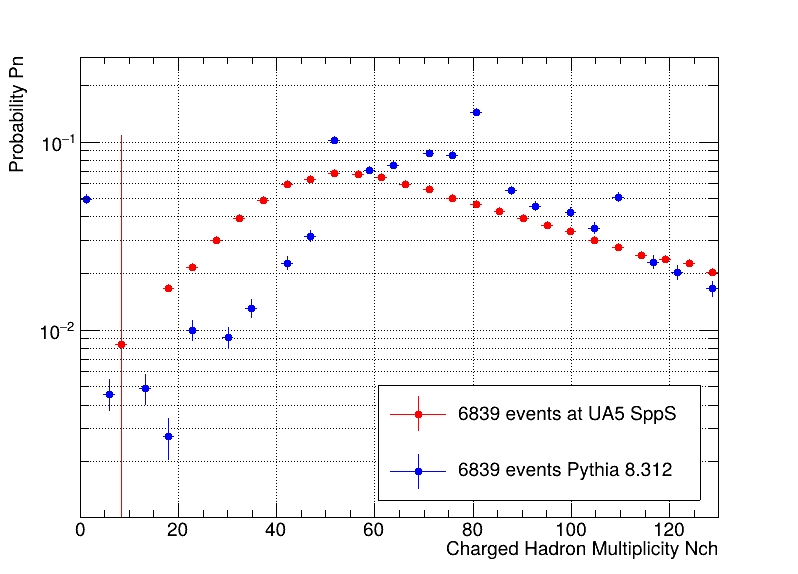 Probability Pn
10⁻¹
10⁻²
0 20 40 60 80 100 120
Charged Hadron Multiplicity Nch
6839 events at UA5 SppS
6839 events Pythia 8.312